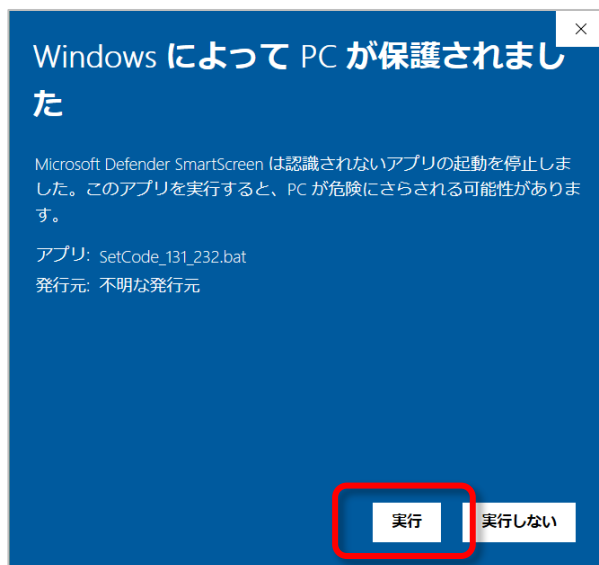 Windows によって PC が保護されまし
た
Microsoft Defender SmartScreen は認識されないアプリの起動を停止しま
した。このアプリを実行すると、PC が危険にさらされる可能性がありま
す。
アプリ: SetCode_131_232.bat
発行元: 不明な発行元
実行
実行しない